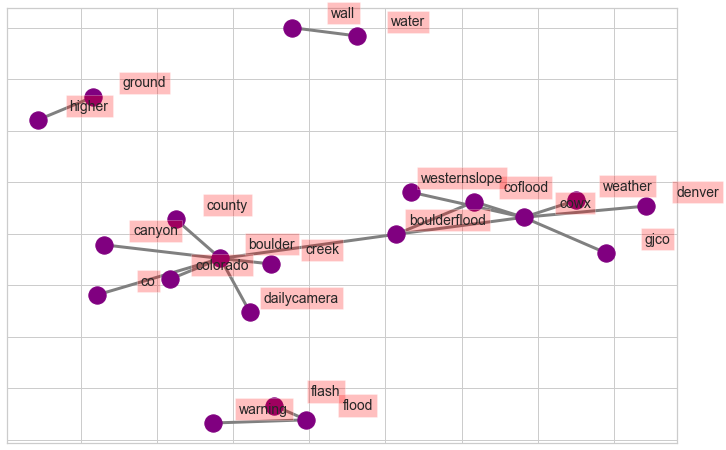 wall
water
ground
higher
westernslope
coflood
weather
denver
cowx
county
boulderflood
canyon
boulder
creek
gjco
colorado
co
dailycamera
flash
flood
warning